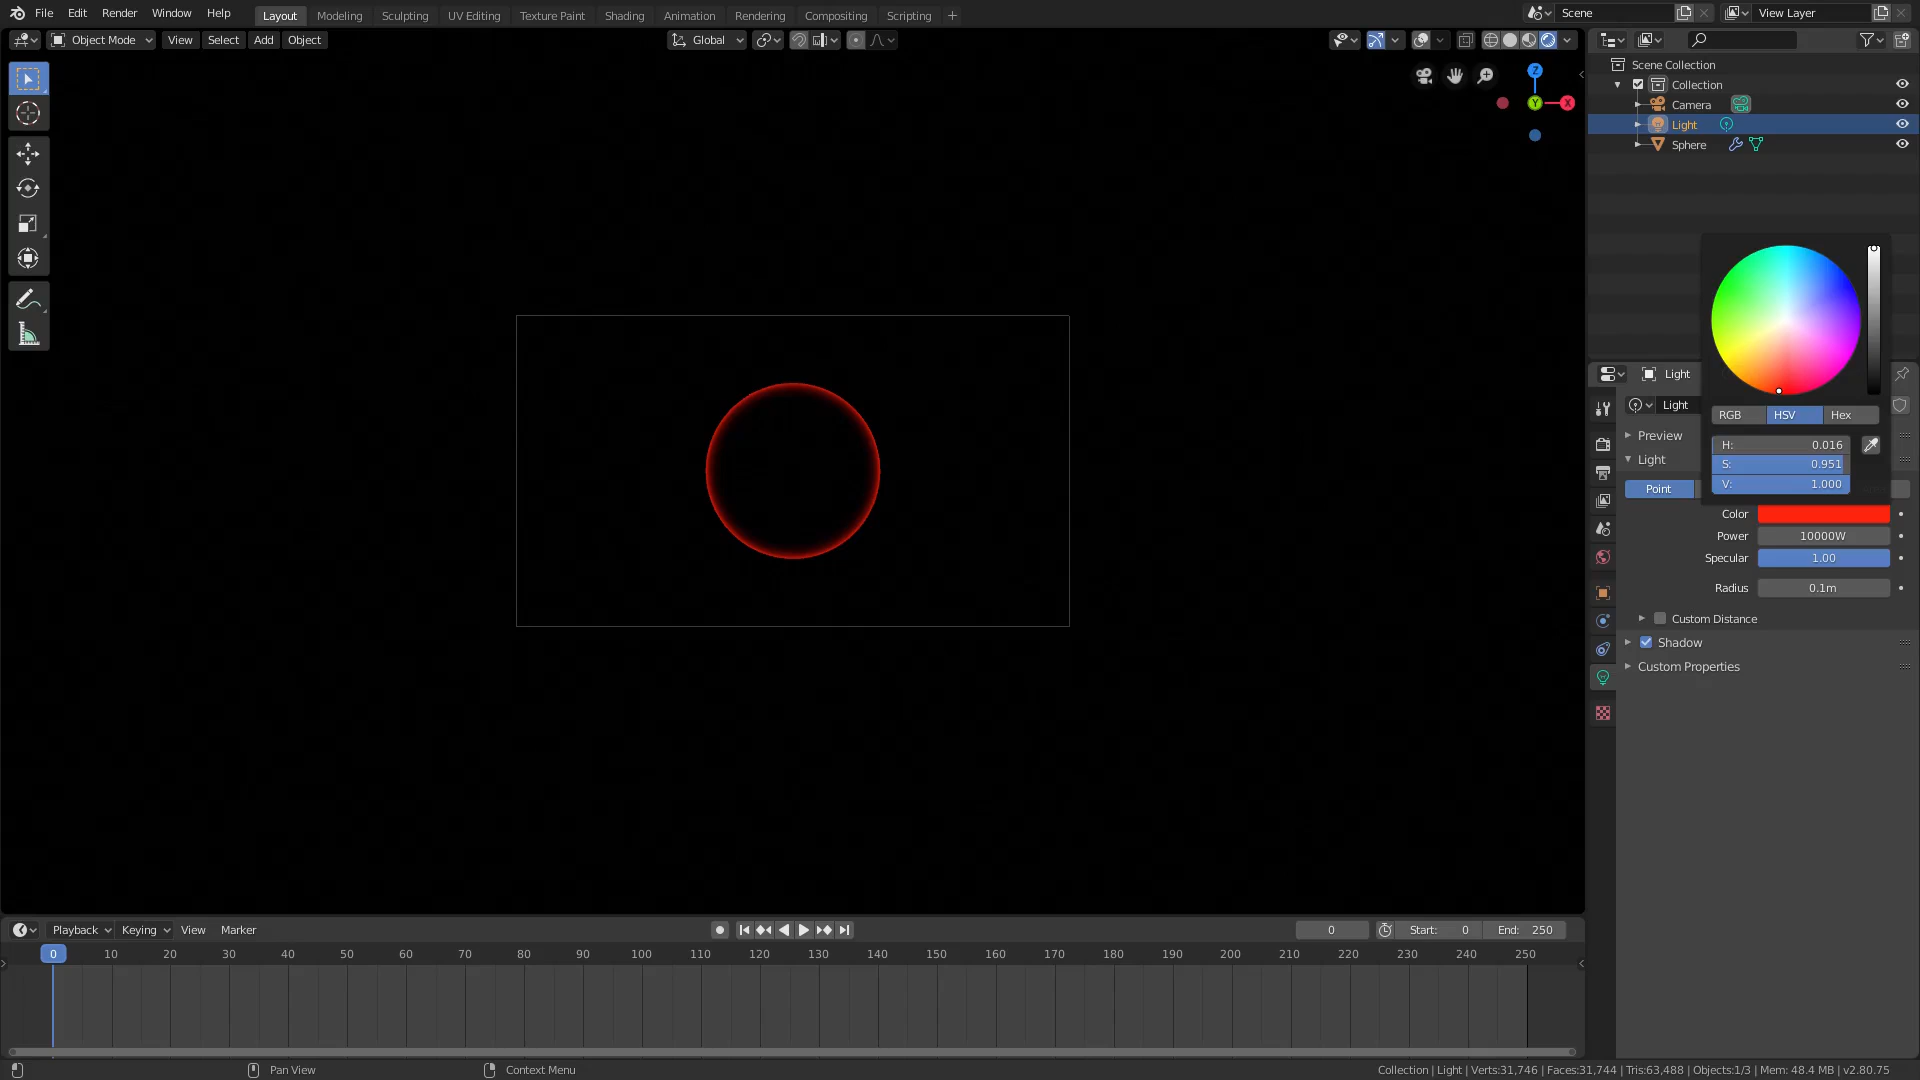 File Edit Render Window Help
Layout Modeling Sculpting UV Editing Texture Paint Shading Animation Rendering Compositing Scripting +
Scene
View Layer
Object Mode View Select Add Object
Global
Z
Y X
Scene Collection
Collection
Camera
Light
Sphere
Light
Light
RGB HSV Hex
Preview
H: 0.016
Light
S: 0.951
V: 1.000
Point
Color
Power 10000W
Specular 1.00
Radius 0.1m
Custom Distance
Shadow
Custom Properties
Playback Keying View Marker
0 Start: 0 End: 250
0 10 20 30 40 50 60 70 80 90 100 110 120 130 140 150 160 170 180 190 200 210 220 230 240 250
Pan View Context Menu
Collection | Light | Verts:31,746 | Faces:31,744 | Tris:63,488 | Objects:1/3 | Mem: 48.4 MB | v2.80.75